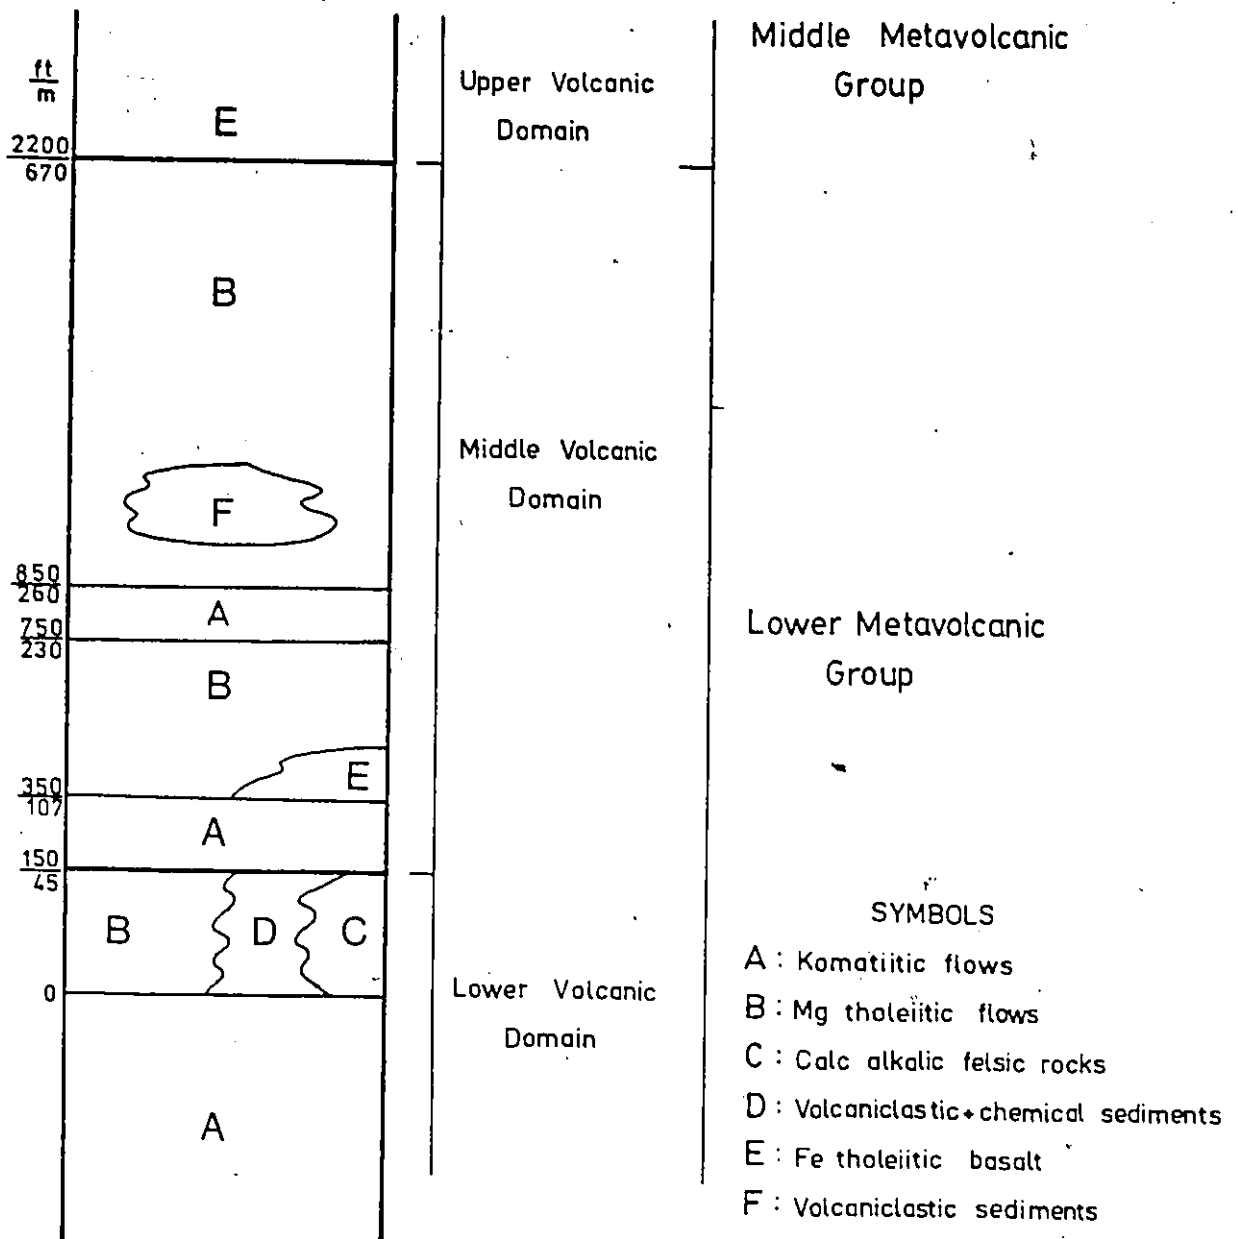 Middle Metavolcanic
Group
ft
m
Upper Volcanic
Domain
E
2200
670
B
Middle Volcanic
Domain
F
850
260
A
750
230
Lower Metavolcanic
Group
B
E
350
107
A
150
45
B
D
C
0
Lower Volcanic
Domain
A
SYMBOLS
A : Komatiitic flows
B : Mg tholeiitic flows
C : Calc alkalic felsic rocks
D : Volcaniclastic+chemical sediments
E : Fe tholeiitic basalt
F : Volcaniclastic sediments